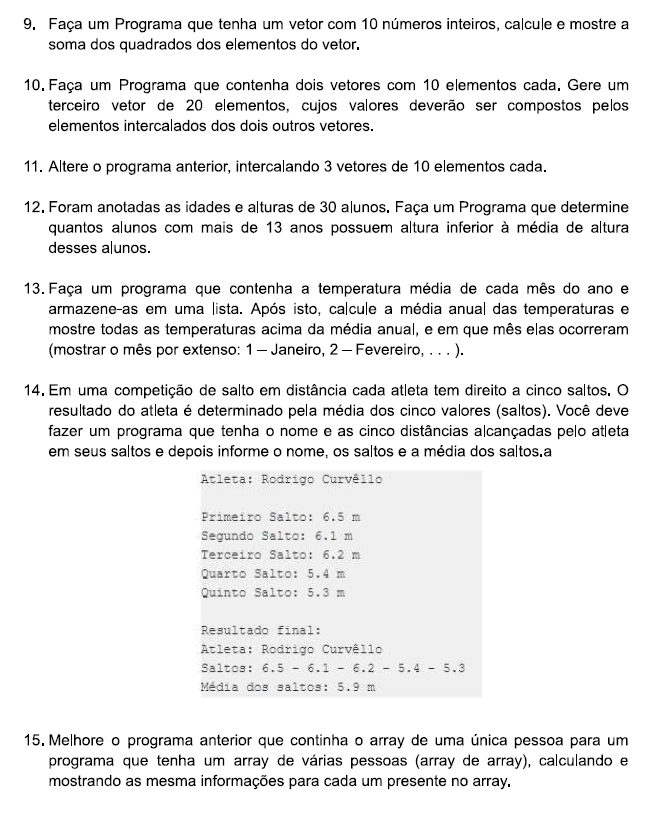 9. Faça um Programa que tenha um vetor com 10 números inteiros, calcule e mostre a
soma dos quadrados dos elementos do vetor.
10. Faça um Programa que contenha dois vetores com 10 elementos cada. Gere um
terceiro vetor de 20 elementos, cujos valores deverão ser compostos pelos
elementos intercalados dos dois outros vetores.
11. Altere o programa anterior, intercalando 3 vetores de 10 elementos cada.
12. Foram anotadas as idades e alturas de 30 alunos. Faça um Programa que determine
quantos alunos com mais de 13 anos possuem altura inferior à média de altura
desses alunos.
13. Faça um programa que contenha a temperatura média de cada mês do ano e
armazene-as em uma lista. Após isto, calcule a média anual das temperaturas e
mostre todas as temperaturas acima da média anual, e em que mês elas ocorreram
(mostrar o mês por extenso: 1 – Janeiro, 2 – Fevereiro, . . . ).
14. Em uma competição de salto em distância cada atleta tem direito a cinco saltos. O
resultado do atleta é determinado pela média dos cinco valores (saltos). Você deve
fazer um programa que tenha o nome e as cinco distâncias alcançadas pelo atleta
em seus saltos e depois informe o nome, os saltos e a média dos saltos.a
Atleta: Rodrigo Curvêllo
Primeiro Salto: 6.5 m
Segundo Salto: 6.1 m
Terceiro Salto: 6.2 m
Quarto Salto: 5.4 m
Quinto Salto: 5.3 m
Resultado final:
Atleta: Rodrigo Curvêllo
Saltos: 6.5 - 6.1 - 6.2 - 5.4 - 5.3
Média dos saltos: 5.9 m
15. Melhore o programa anterior que continha o array de uma única pessoa para um
programa que tenha um array de várias pessoas (array de array), calculando e
mostrando as mesma informações para cada um presente no array.